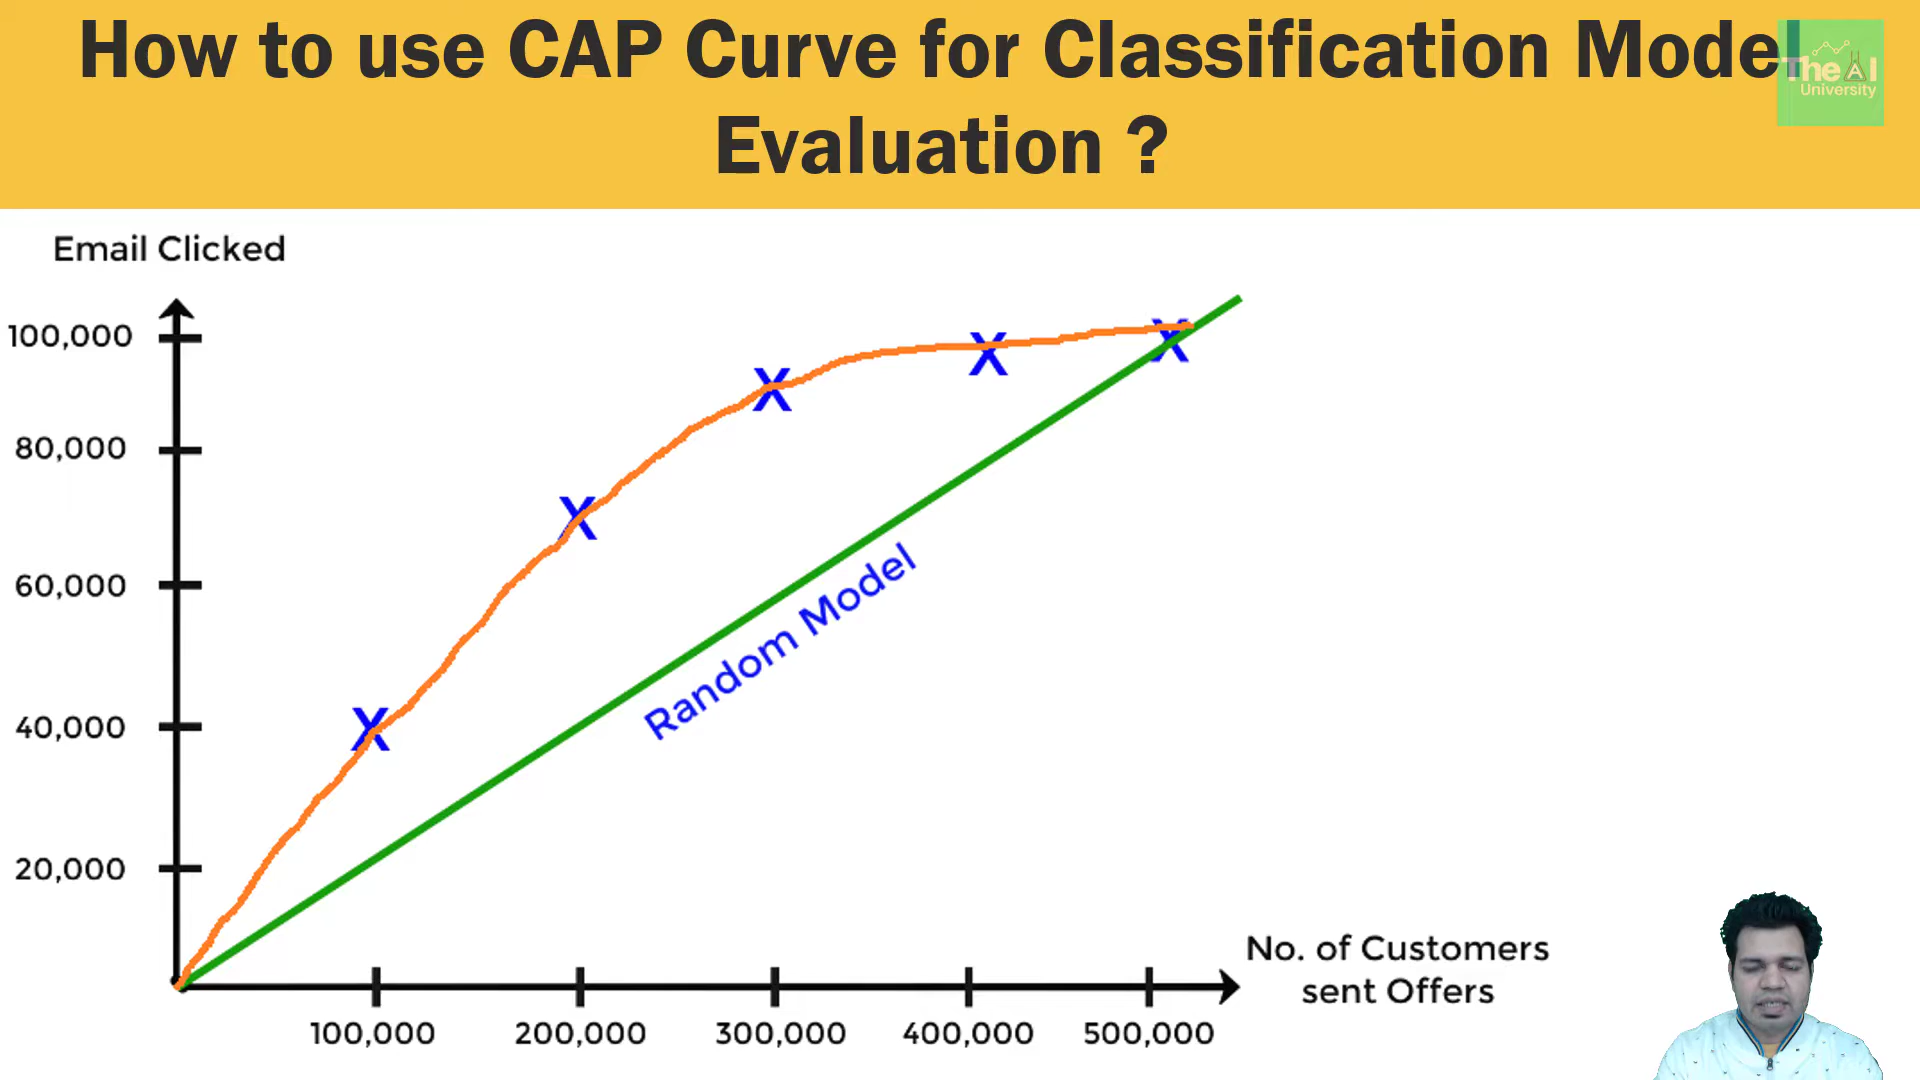 How to use CAP Curve for Classification Model
Evaluation ?
The AI
University
Email Clicked
100,000
80,000
60,000
40,000
20,000
X
X
X
X
X
Random Model
No. of Customers
sent Offers
100,000 200,000 300,000 400,000 500,000